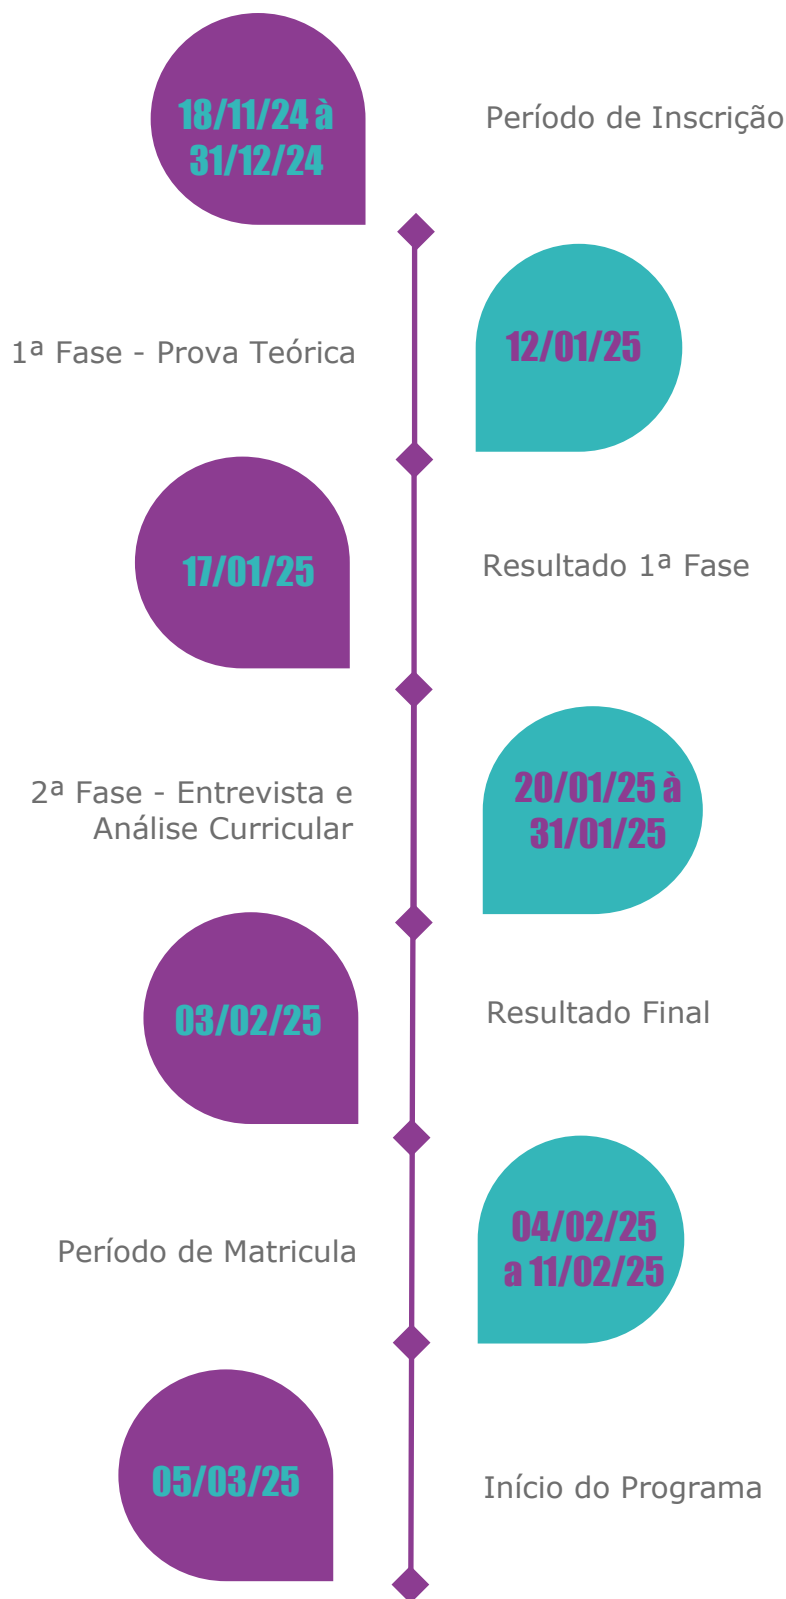 18/11/24 à
31/12/24
Período de Inscrição
1ª Fase - Prova Teórica
12/01/25
17/01/25
Resultado 1ª Fase
2ª Fase - Entrevista e
Análise Curricular
20/01/25 à
31/01/25
03/02/25
Resultado Final
Período de Matricula
04/02/25
a 11/02/25
05/03/25
Início do Programa